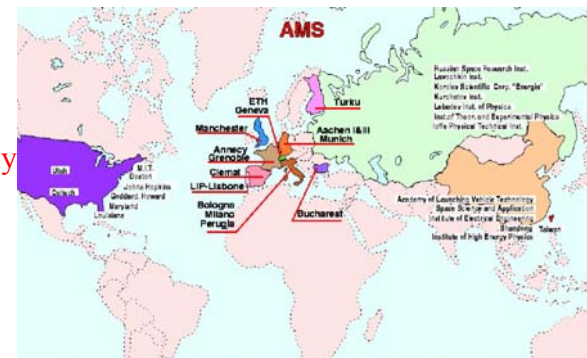 AMS
Russian Space Research Inst.
Lavochkin Inst.
Korolev Scientific Corp. "Energia"
Kurchatov Inst.
Lebedev Inst. of Physics
Inst.of Theor. and Experimental Physics
Ioffe Physical Technical Inst.
ETH
Geneva
Turku
Manchester
Aachen I&II
Munich
y
Annecy
Grenoble
Ciemat
LIP-Lisbone
Bologna
Milano
Perugia
Bucharest
Utah
M.I.T.
Boston
Johns Hopkins
Goddard, Howard
Maryland
Louisiana
Academy of Launching Vehicle Technology
Space Science and Application
Institute of Electrical Engineering
Shandong
Institute of High Energy Physics
Taiwan